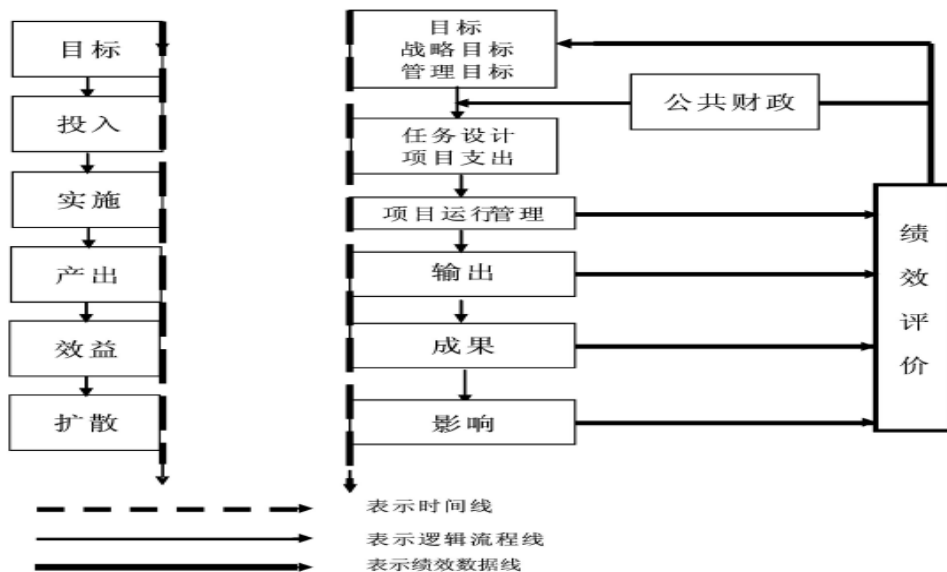 目标
投入
实施
产出
效益
扩散
目标
战略目标
管理目标
公共财政
任务设计
项目支出
项目运行管理
输出
成果
影响
绩
效
评
价
表示时间线
表示逻辑流程线
表示绩效数据线